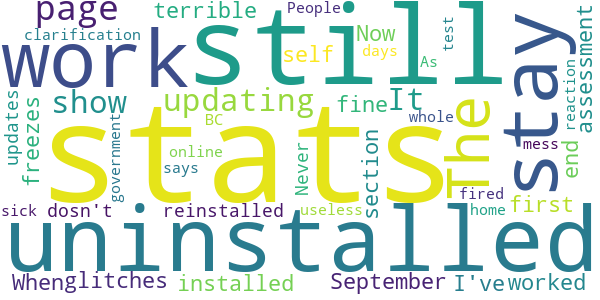 page
terrible
People
clarification
work
still
self
Now
days
As
test
stay
assessment
updates
freezes
show
updating
fine
It
whole
reaction
government
stats
BC
online
says
Never
section
The
mess
end
sick
dosn't
reinstalled
useless
fired
home
first
uninstalled
When
glitches
installed
September
I've
worked